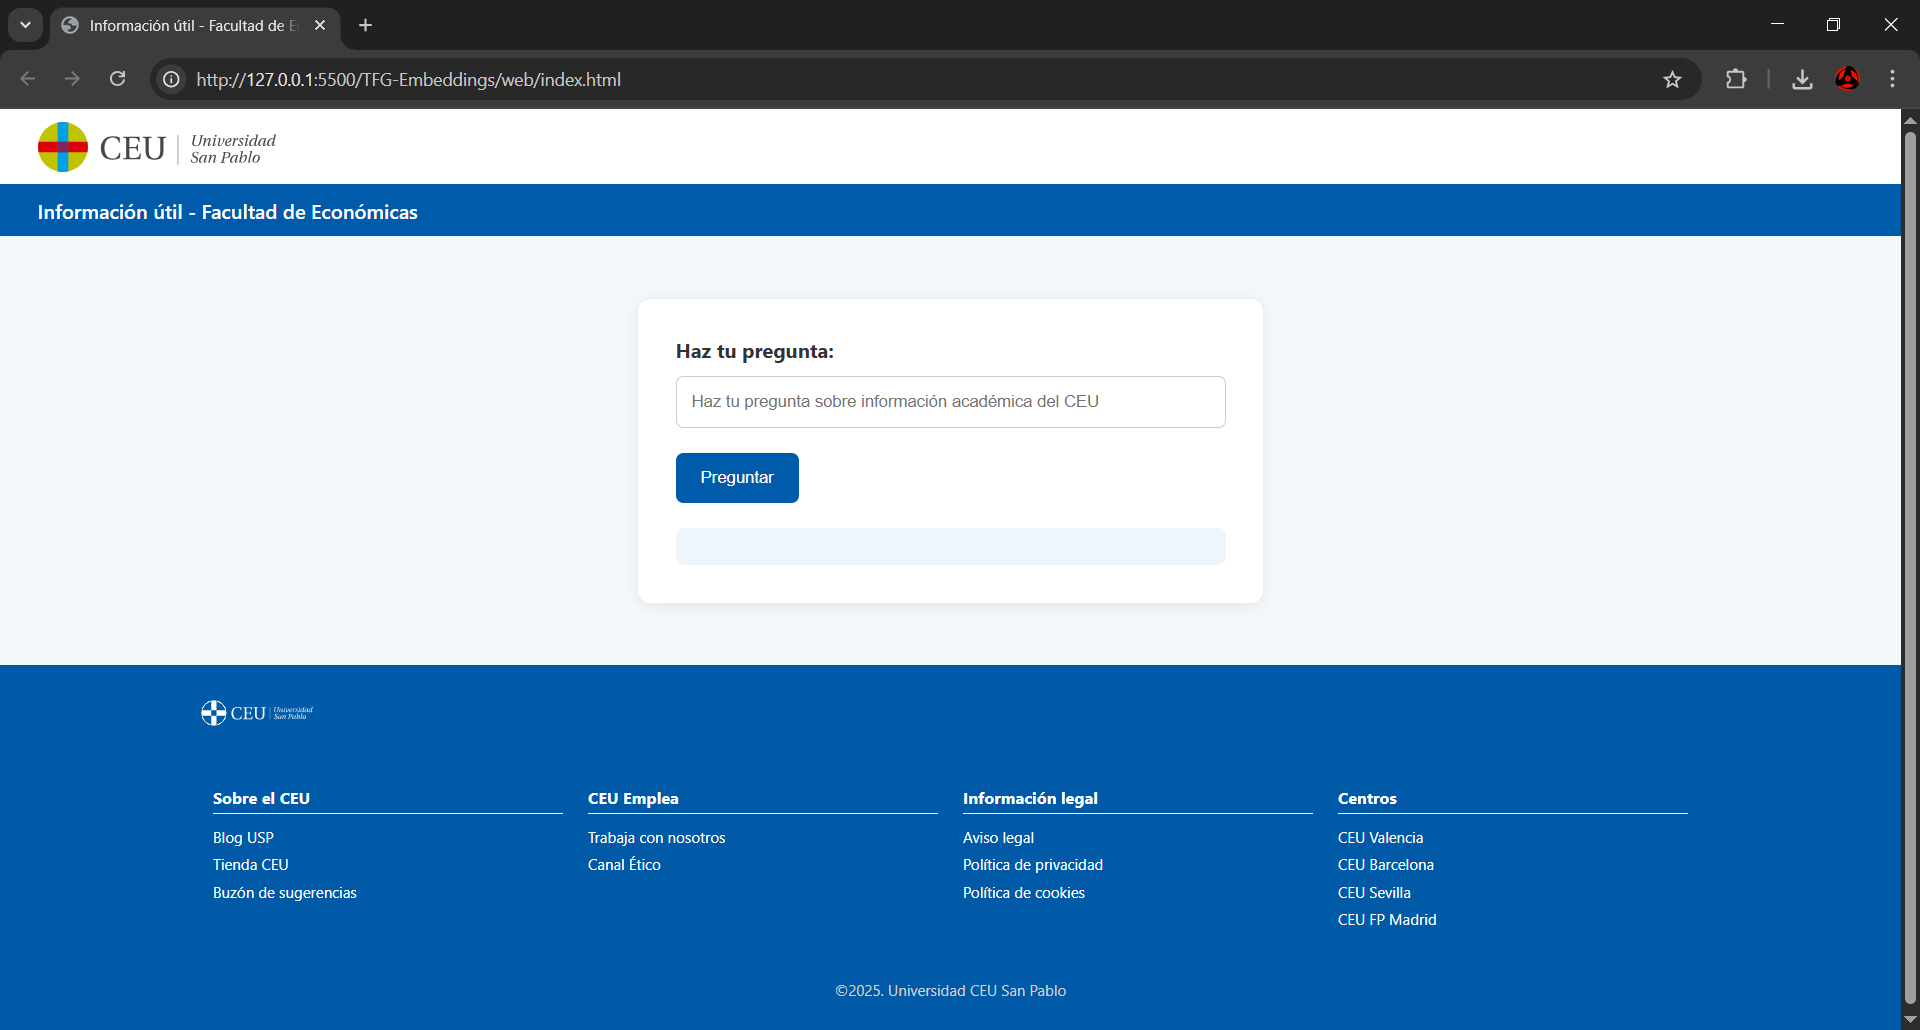 Información útil - Facultad de E
http://127.0.0.1:5500/TFG-Embeddings/web/index.html
CEU
Universidad
San Pablo
Información útil - Facultad de Económicas
Haz tu pregunta:
Haz tu pregunta sobre información académica del CEU
Preguntar
CEU
Universidad
San Pablo
Sobre el CEU
Blog USP
Tienda CEU
Buzón de sugerencias
CEU Emplea
Trabaja con nosotros
Canal Ético
Información legal
Aviso legal
Política de privacidad
Política de cookies
Centros
CEU Valencia
CEU Barcelona
CEU Sevilla
CEU FP Madrid
©2025. Universidad CEU San Pablo